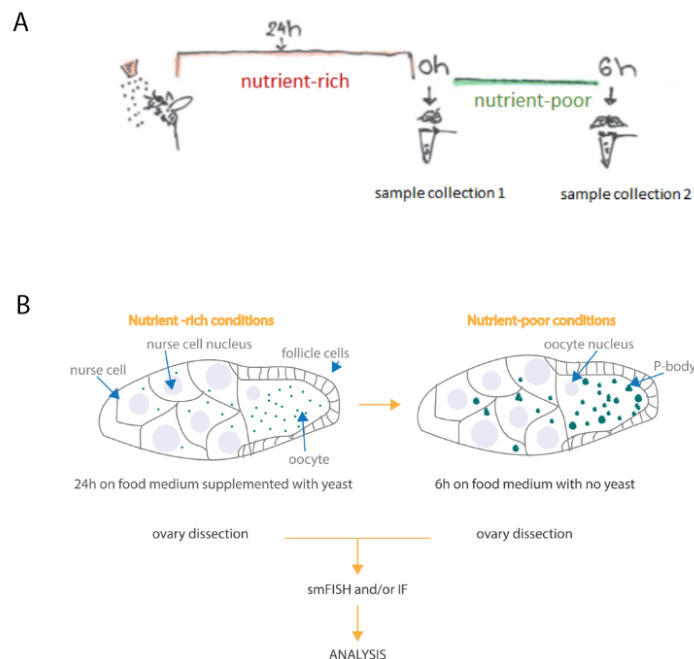 A
24h
nutrient-rich
0h
6h
nutrient-poor
sample collection 1
sample collection 2
B
Nutrient -rich conditions
Nutrient-poor conditions
nurse cell nucleus
oocyte nucleus
nurse cell
follicle cells
P-body
oocyte
24h on food medium supplemented with yeast
6h on food medium with no yeast
ovary dissection
ovary dissection
smFISH and/or IF
ANALYSIS